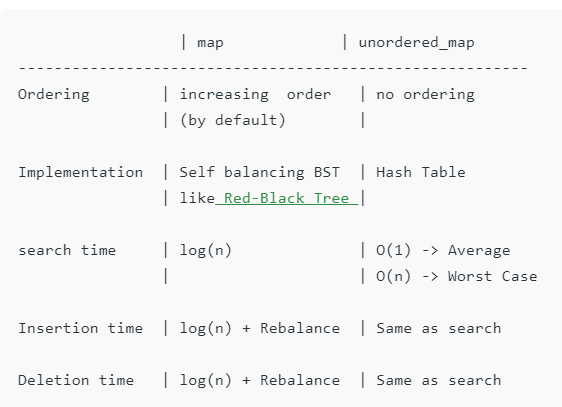 | map | unordered_map
---------------------------------------------------------
Ordering | increasing order | no ordering
| (by default) |
Implementation | Self balancing BST | Hash Table
| like Red-Black Tree |
search time | log(n) | O(1) -> Average
| | O(n) -> Worst Case
Insertion time | log(n) + Rebalance | Same as search
Deletion time | log(n) + Rebalance | Same as search